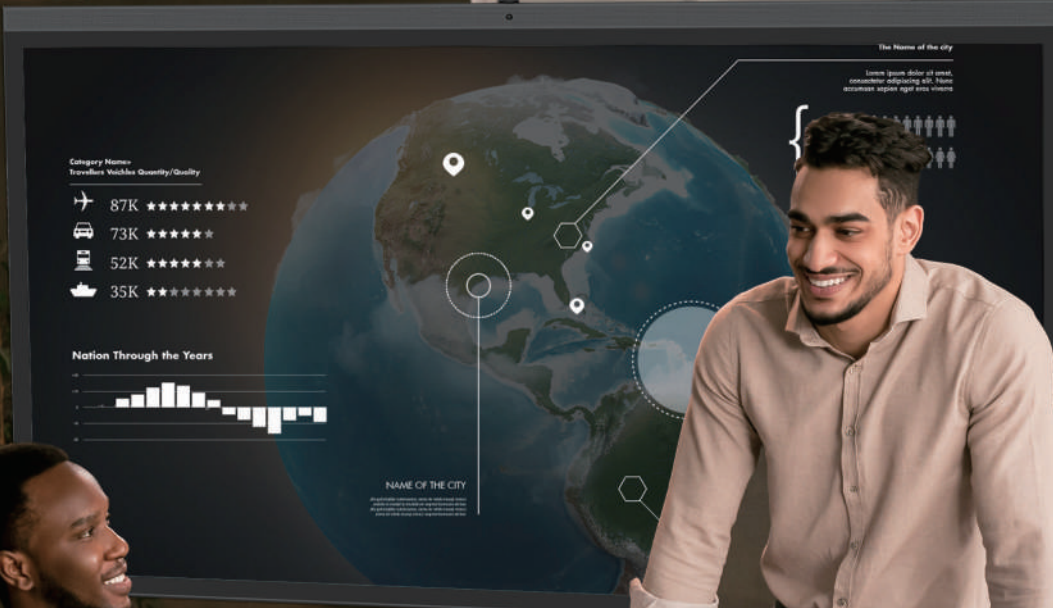 The Name of the city
Lorem ipsum dolor sit amet,
consectetur adipiscing elit. Nunc
accumsan sapien eget eros viverra
Category Name»
Travellers Veichles Quantity/Quality
87K
73K
52K
35K
Nation Through the Years
NAME OF THE CITY